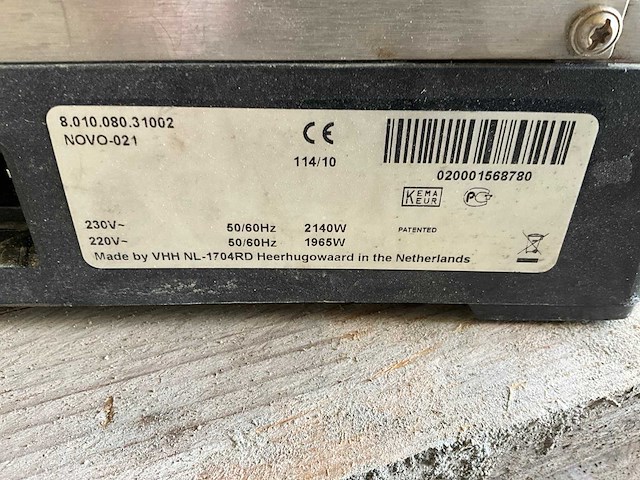 8.010.080.31002
NOVO-021
CE
114/10
020001568780
KEMA
KEUR
PC
PATENTED
230V~ 50/60Hz 2140W
220V~ 50/60Hz 1965W
Made by VHH NL-1704RD Heerhugowaard in the Netherlands